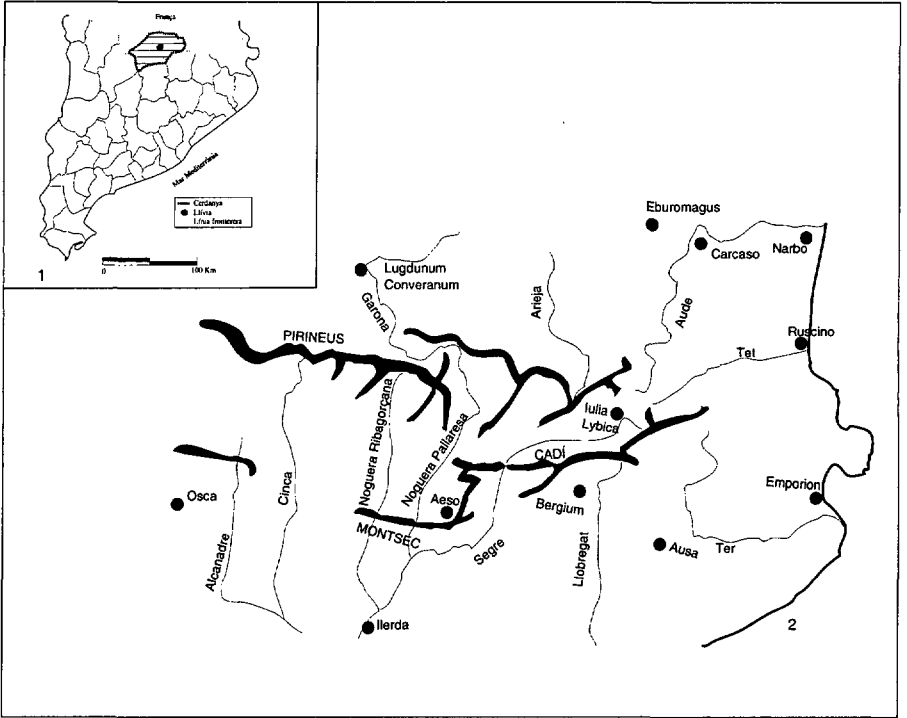 França
Mar Mediterrània
Cerdanya
Llívia
Línia fronterera
0 100 Km
1
Eburomagus
Carcaso
Narbo
Lugdunum
Converanum
Garona
Arieja
Aude
PIRINEUS
Ruscino
Tet
Noguera Ribagorçana
Noguera Pallaresa
Iulia
Lybica
CADÍ
Cinca
Osca
Aeso
Bergium
Emporion
MONTSEC
Segre
Alcanadre
Llobregat
Ausa
Ter
Ilerda
2